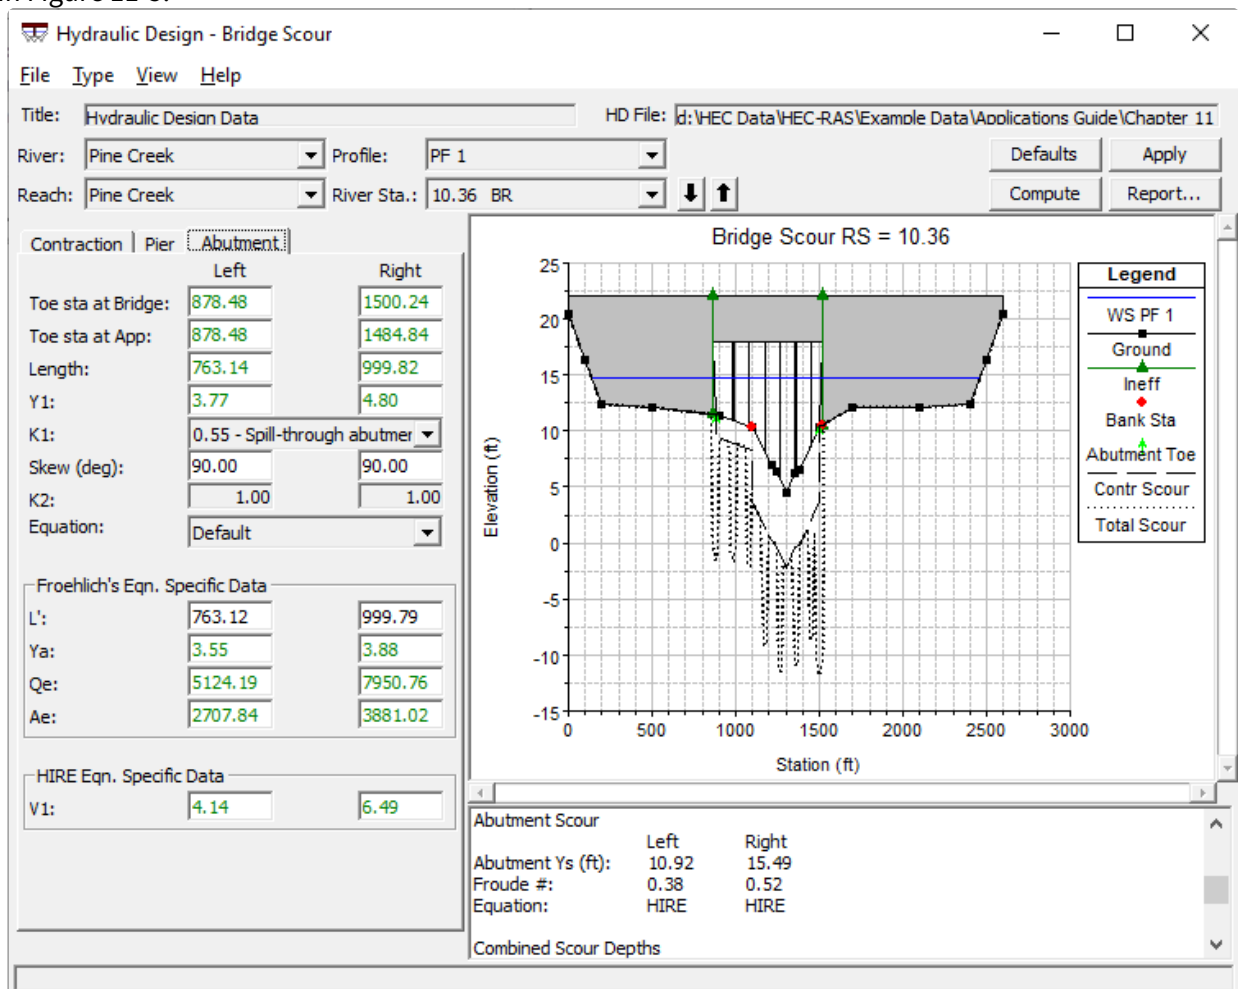 in Figure 11-8.
Hydraulic Design - Bridge Scour
File Type View Help
Title: Hydraulic Design Data HD File: d:\HEC Data\HEC-RAS\Example Data\Applications Guide\Chapter 11
River: Pine Creek Profile: PF 1 Defaults Apply
Reach: Pine Creek River Sta.: 10.36 BR Compute Report...
Contraction Pier Abutment
Left Right
Toe sta at Bridge: 878.48 1500.24
Toe sta at App: 878.48 1484.84
Length: 763.14 999.82
Y1: 3.77 4.80
K1: 0.55 - Spill-through abutmer
Skew (deg): 90.00 90.00
K2: 1.00 1.00
Equation: Default
Froehlich's Eqn. Specific Data
L': 763.12 999.79
Ya: 3.55 3.88
Qe: 5124.19 7950.76
Ae: 2707.84 3881.02
HIRE Eqn. Specific Data
V1: 4.14 6.49
Bridge Scour RS = 10.36
Elevation (ft)
25
20
15
10
5
0
-5
-10
-15
0 500 1000 1500 2000 2500 3000
Station (ft)
Legend
WS PF 1
Ground
Ineff
Bank Sta
Abutment Toe
Contr Scour
Total Scour
Abutment Scour
Left Right
Abutment Ys (ft): 10.92 15.49
Froude #: 0.38 0.52
Equation: HIRE HIRE
Combined Scour Depths